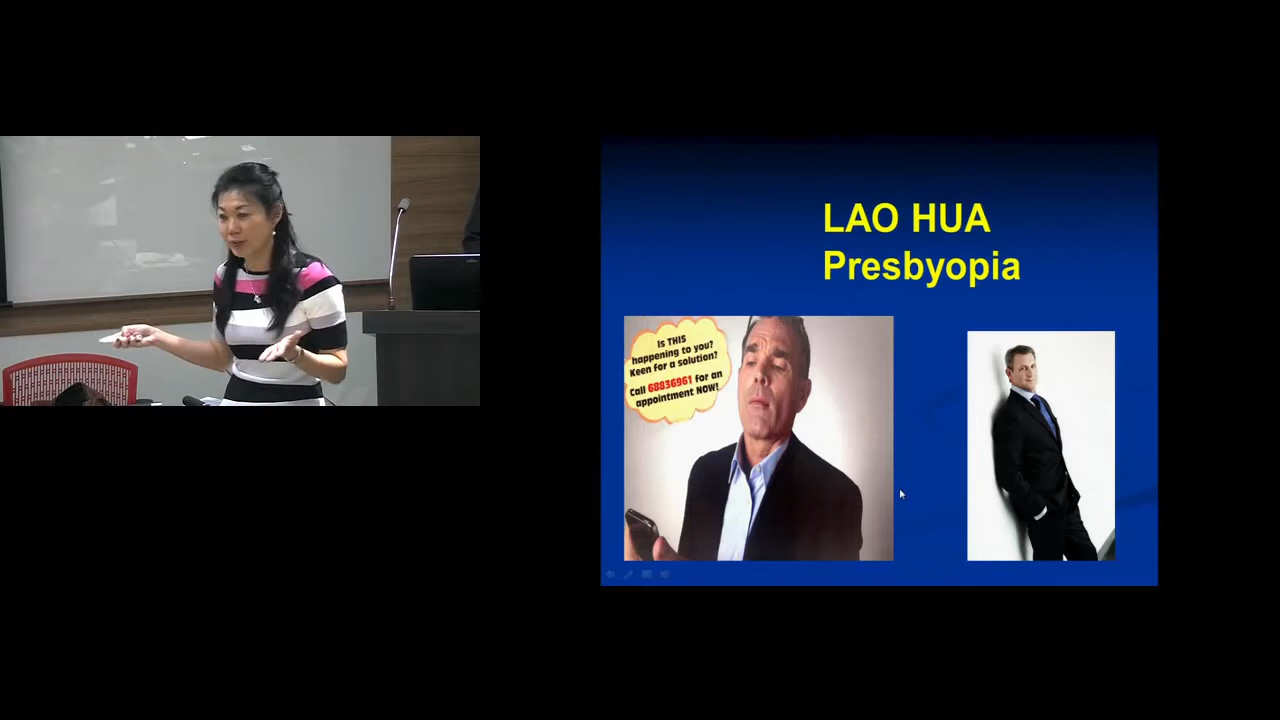 LAO HUA
Presbyopia
Is THIS
happening to you?
Keen for a solution?
Call 68836961 for an
appointment NOW!